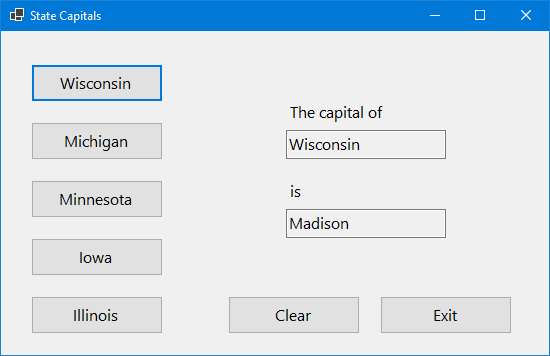 State Capitals
Wisconsin
Michigan
Minnesota
Iowa
Illinois
The capital of
Wisconsin
is
Madison
Clear
Exit